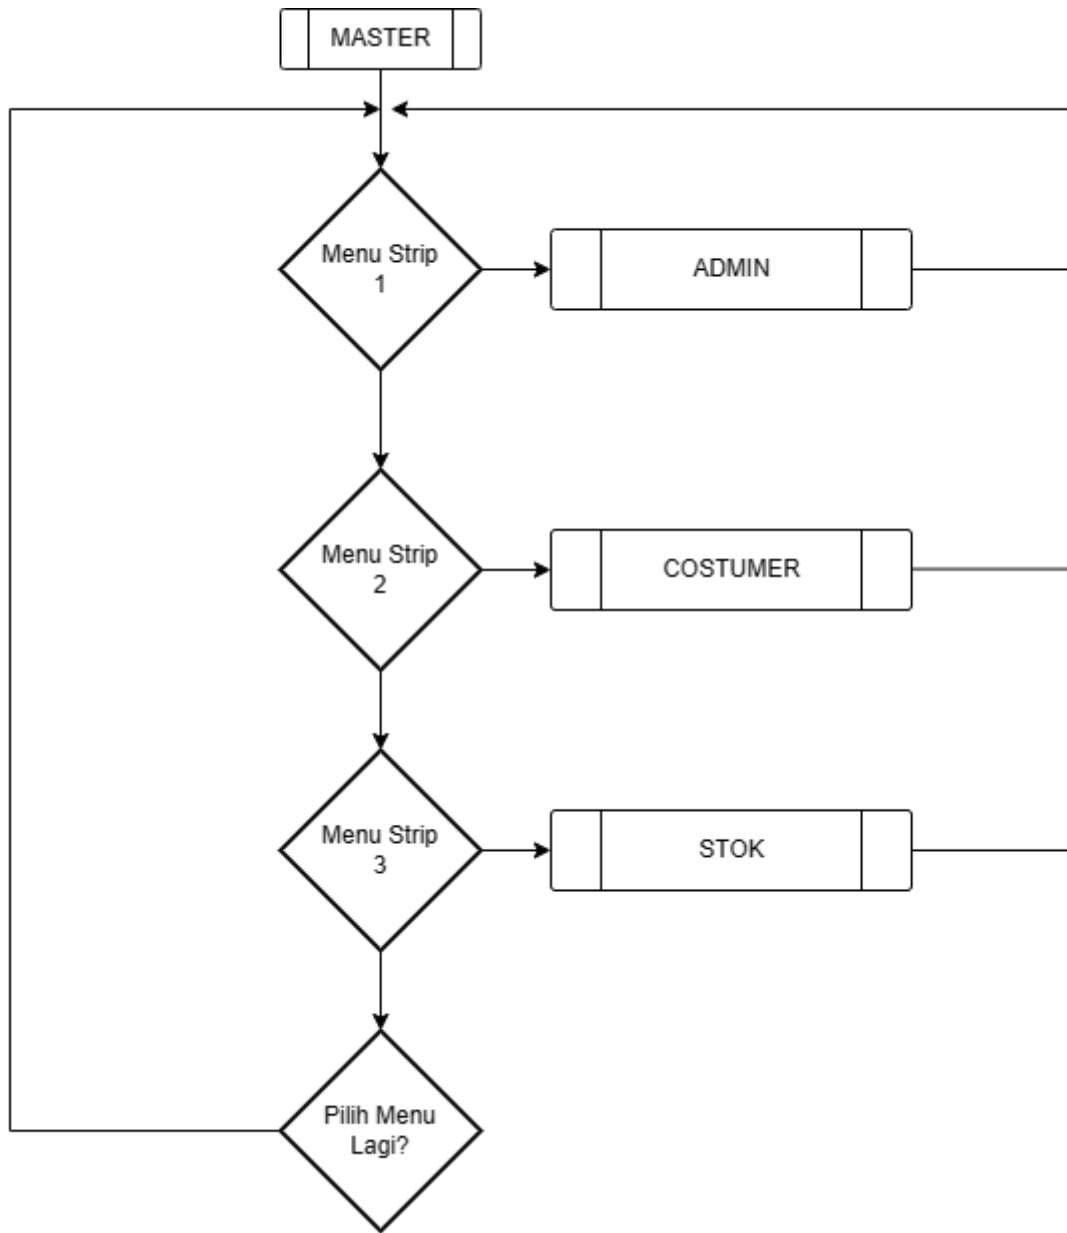 MASTER
Menu Strip
1
ADMIN
Menu Strip
2
COSTUMER
Menu Strip
3
STOK
Pilih Menu
Lagi?